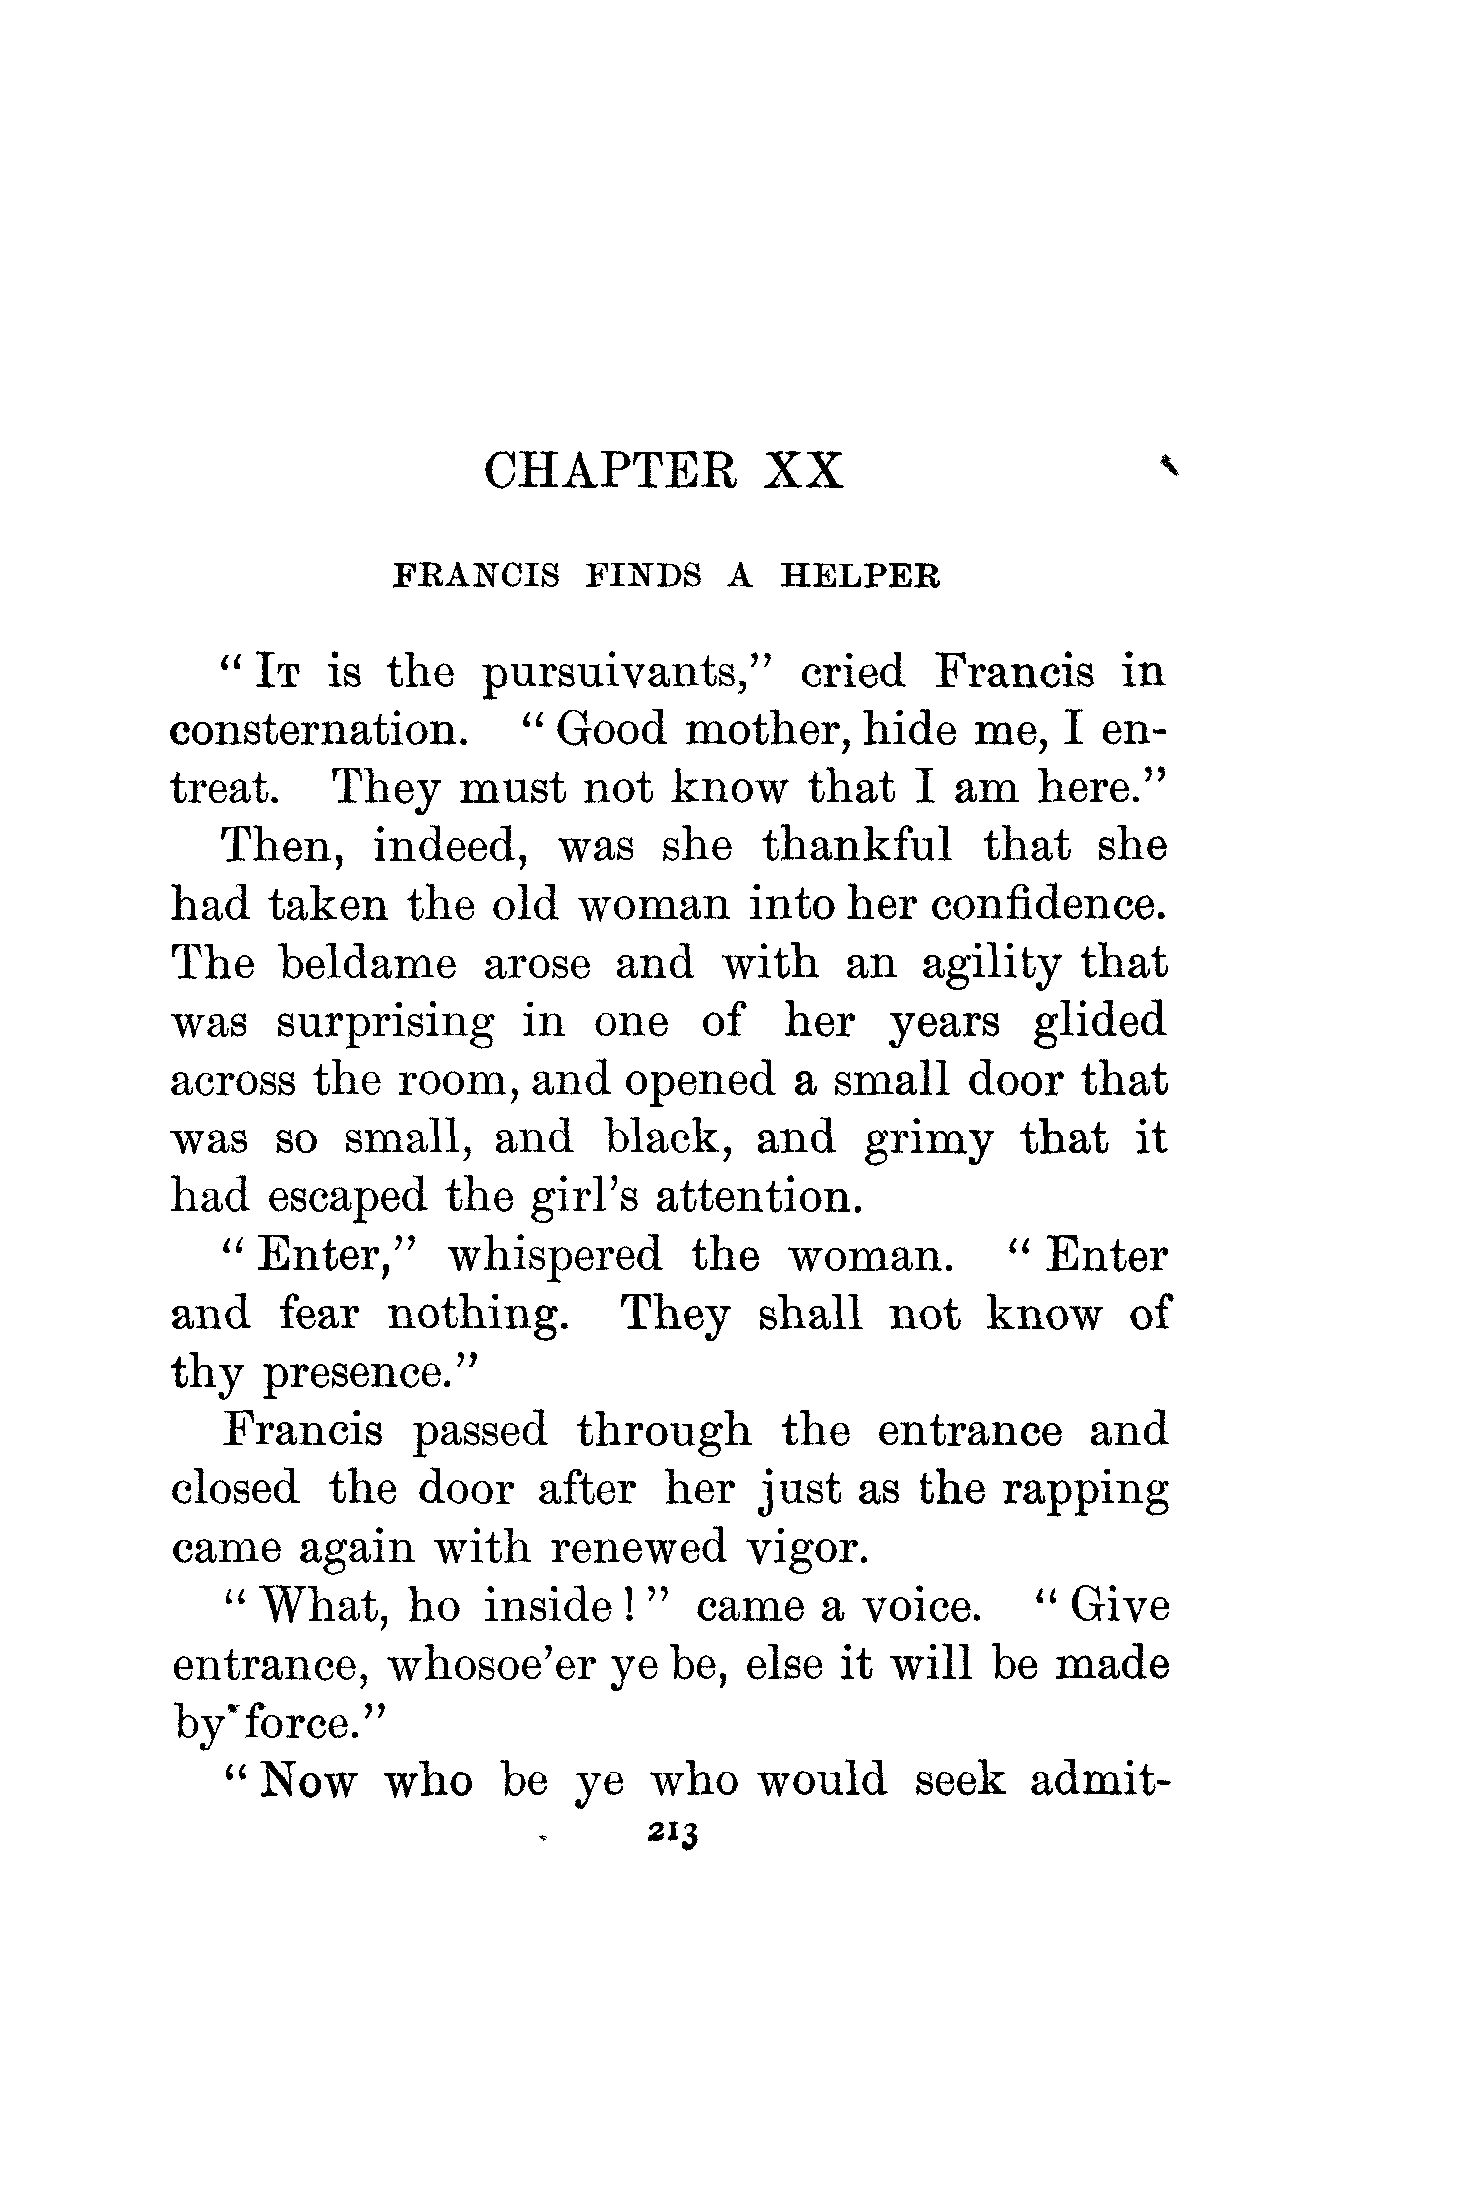 CHAPTER XX
FRANCIS FINDS A HELPER
“ It is the pursuivants,” cried Francis in
consternation. “ Good mother, hide me, I en-
treat. They must not know that I am here.”
Then, indeed, was she thankful that she
had taken the old woman into her confidence.
The beldame arose and with an agility that
was surprising in one of her years glided
across the room, and opened a small door that
was so small, and black, and grimy that it
had escaped the girl’s attention.
“ Enter,” whispered the woman. “ Enter
and fear nothing. They shall not know of
thy presence.”
Francis passed through the entrance and
closed the door after her just as the rapping
came again with renewed vigor.
“ What, ho inside ! ” came a voice. “ Give
entrance, whosoe’er ye be, else it will be made
by force.”
“ Now who be ye who would seek admit-
213